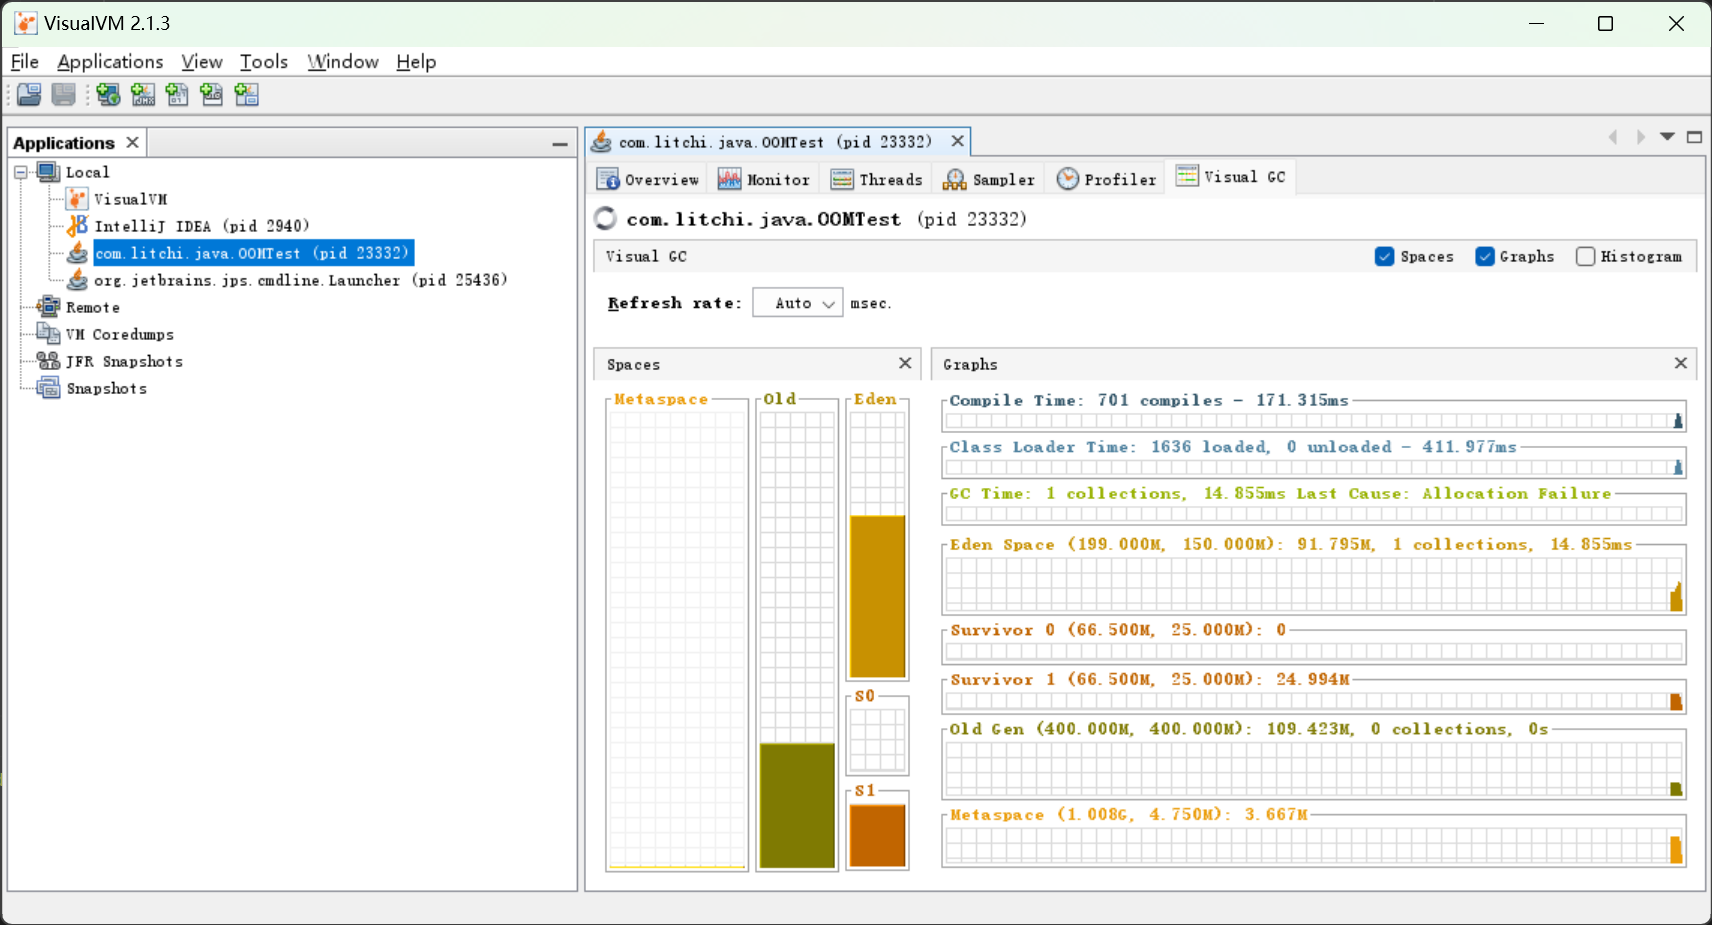 VisualVM 2.1.3
File Applications View Tools Window Help
Applications
Local
VisualVM
IntelliJ IDEA (pid 2940)
com.litchi.java.OOMTest (pid 23332)
org.jetbrains.jps.cmdline.Launcher (pid 25436)
Remote
VM Coredumps
JFR Snapshots
Snapshots
com.litchi.java.OOMTest (pid 23332)
Overview Monitor Threads Sampler Profiler Visual GC
com.litchi.java.OOMTest (pid 23332)
Visual GC Spaces Graphs Histogram
Refresh rate: Auto msec.
Spaces
Metaspace Old Eden
S0
S1
Graphs
Compile Time: 701 compiles - 171.315ms
Class Loader Time: 1636 loaded, 0 unloaded - 411.977ms
GC Time: 1 collections, 14.855ms Last Cause: Allocation Failure
Eden Space (199.000M, 150.000M): 91.795M, 1 collections, 14.855ms
Survivor 0 (66.500M, 25.000M): 0
Survivor 1 (66.500M, 25.000M): 24.994M
Old Gen (400.000M, 400.000M): 109.423M, 0 collections, 0s
Metaspace (1.008G, 4.750M): 3.667M